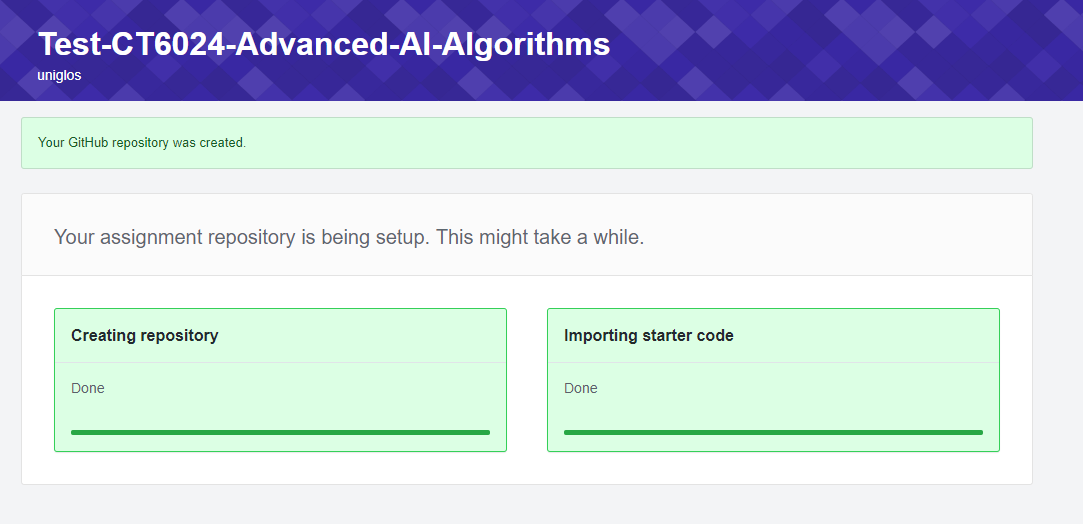 Test-CT6024-Advanced-AI-Algorithms
uniglos
Your GitHub repository was created.
Your assignment repository is being setup. This might take a while.
Creating repository
Done
Importing starter code
Done